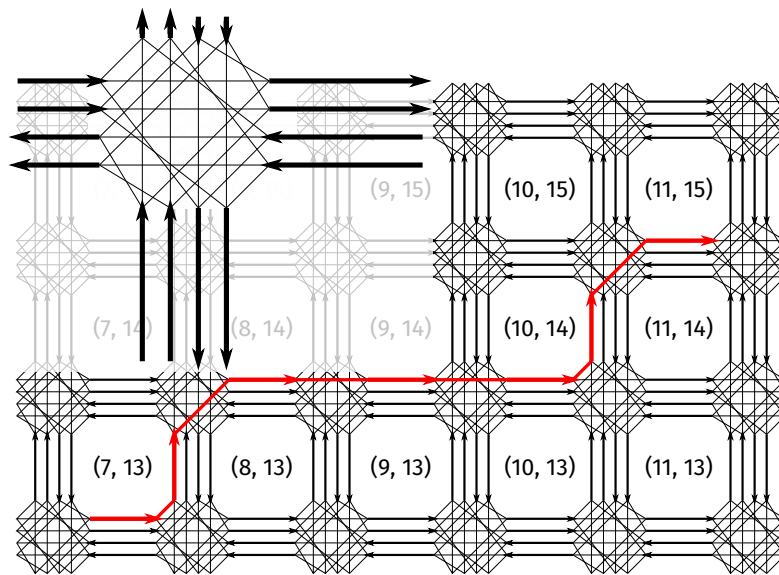 (9, 15) (10, 15) (11, 15)
(7, 14) (8, 14) (9, 14) (10, 14) (11, 14)
(7, 13) (8, 13) (9, 13) (10, 13) (11, 13)